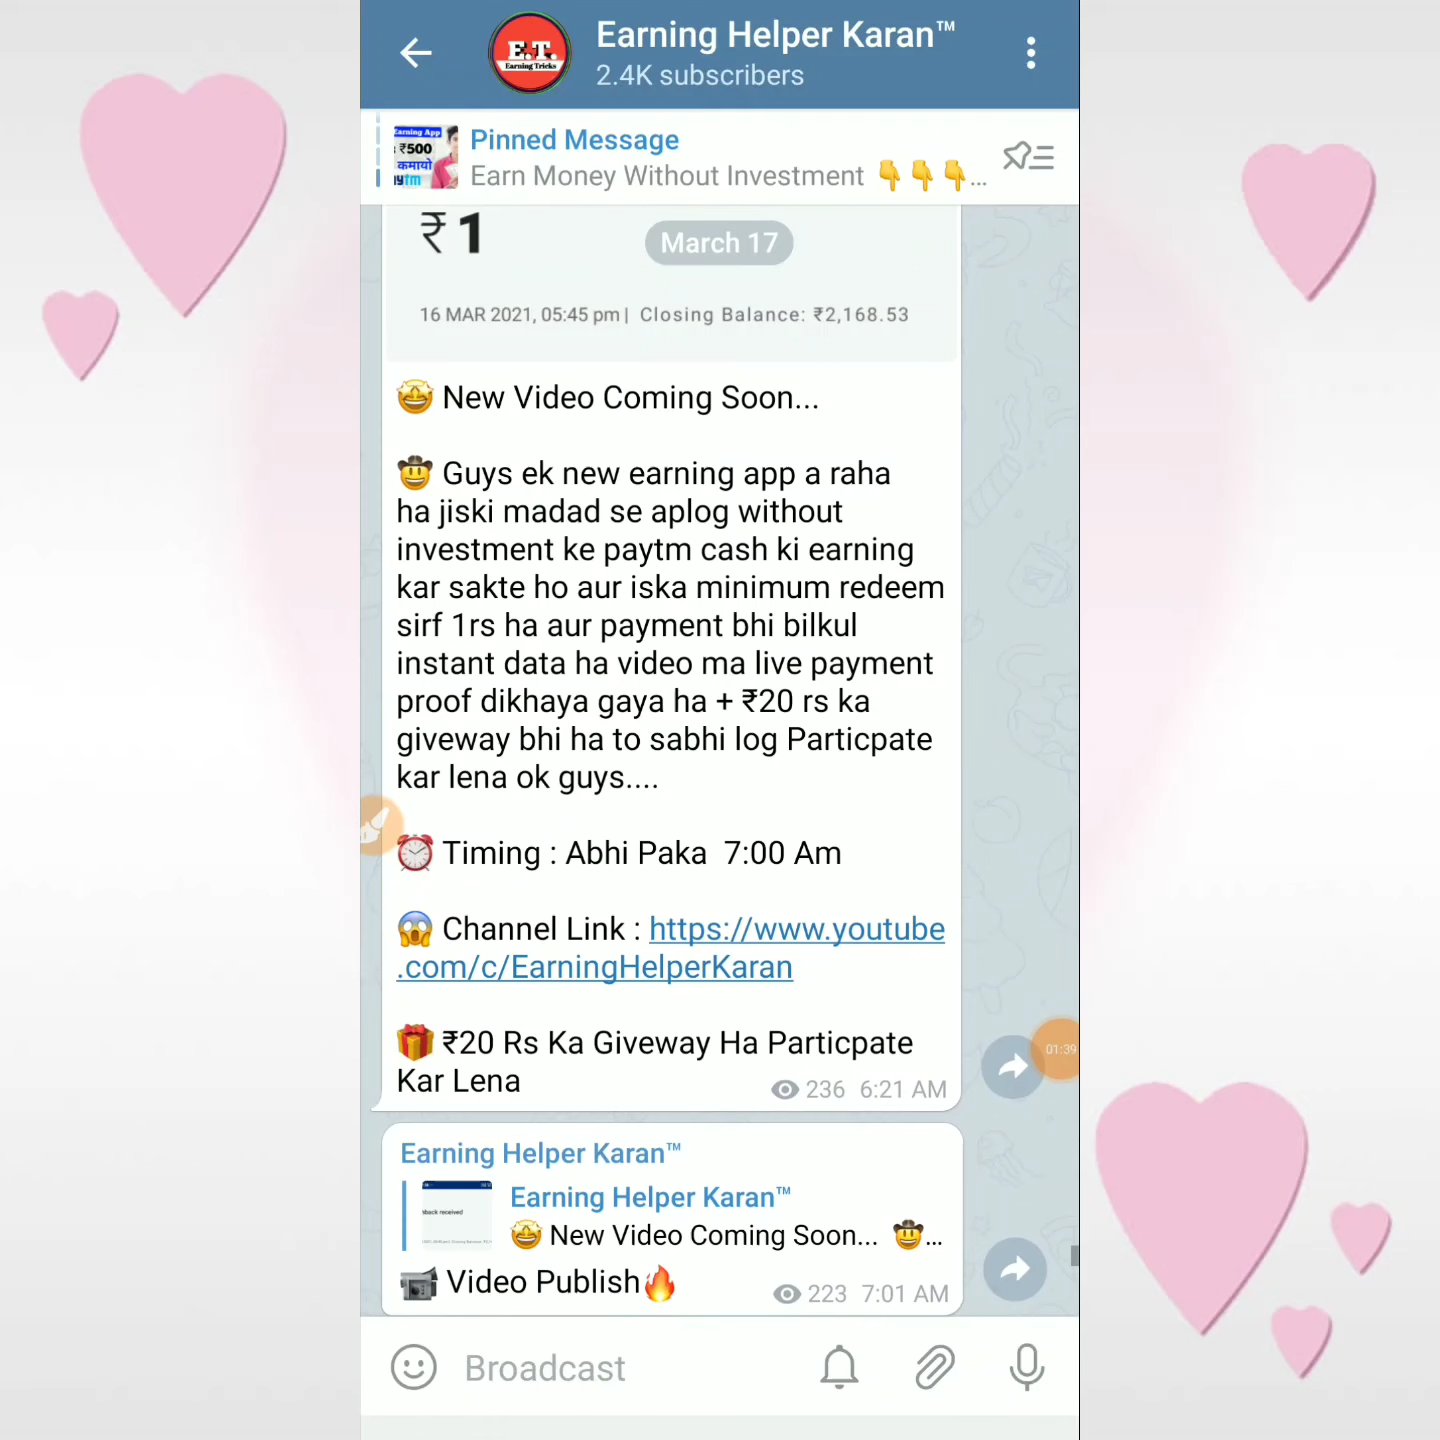 Earning Helper Karan™
E.T.
Earning Tricks
2.4K subscribers
Earning App
₹500
कमायो
Pinned Message
Earn Money Without Investment 👇👇👇...
₹1
March 17
16 MAR 2021, 05:45 pm | Closing Balance: ₹2,168.53
🤩 New Video Coming Soon...
🤠 Guys ek new earning app a raha
ha jiski madad se aplog without
investment ke paytm cash ki earning
kar sakte ho aur iska minimum redeem
sirf 1rs ha aur payment bhi bilkul
instant data ha video ma live payment
proof dikhaya gaya ha + ₹20 rs ka
giveway bhi ha to sabhi log Particpate
kar lena ok guys....
⏰ Timing : Abhi Paka 7:00 Am
😱 Channel Link : https://www.youtube
.com/c/EarningHelperKaran
🎁 ₹20 Rs Ka Giveway Ha Particpate
Kar Lena
236 6:21 AM
01:39
Earning Helper Karan™
Earning Helper Karan™
🤩 New Video Coming Soon... 🤠...
🎥 Video Publish🔥
223 7:01 AM
Broadcast